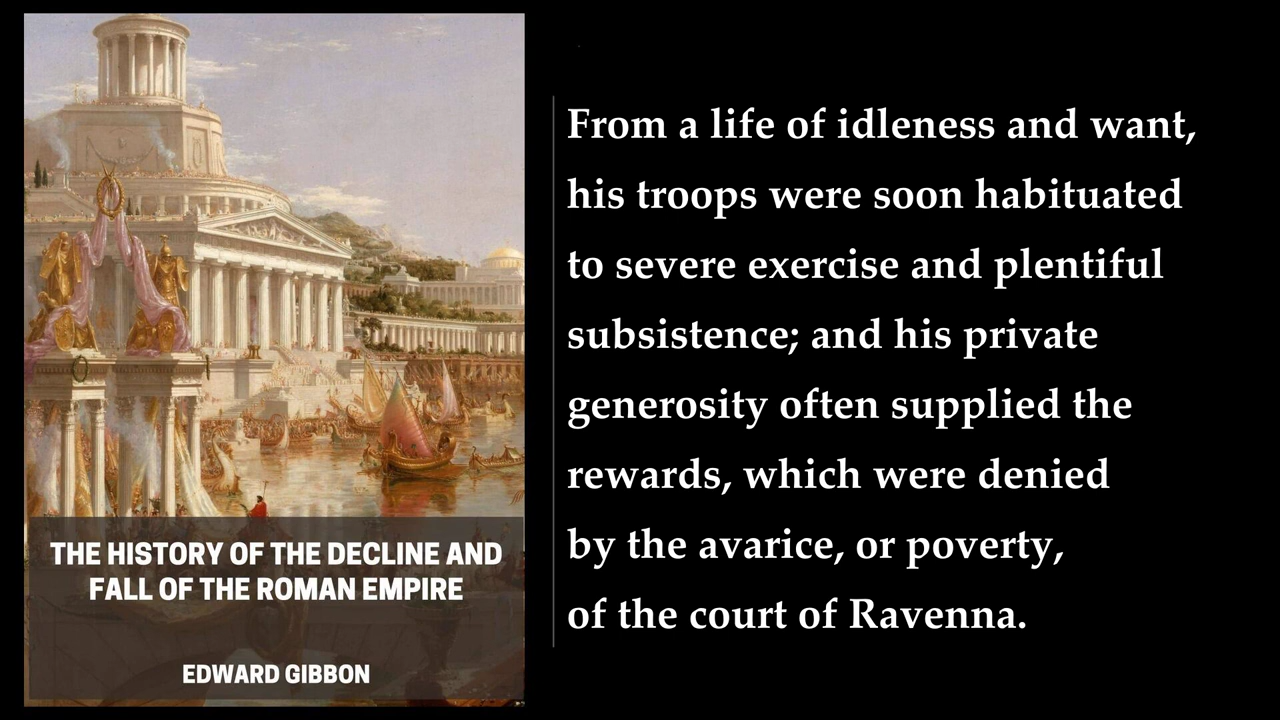 THE HISTORY OF THE DECLINE AND
FALL OF THE ROMAN EMPIRE
EDWARD GIBBON
From a life of idleness and want,
his troops were soon habituated
to severe exercise and plentiful
subsistence; and his private
generosity often supplied the
rewards, which were denied
by the avarice, or poverty,
of the court of Ravenna.